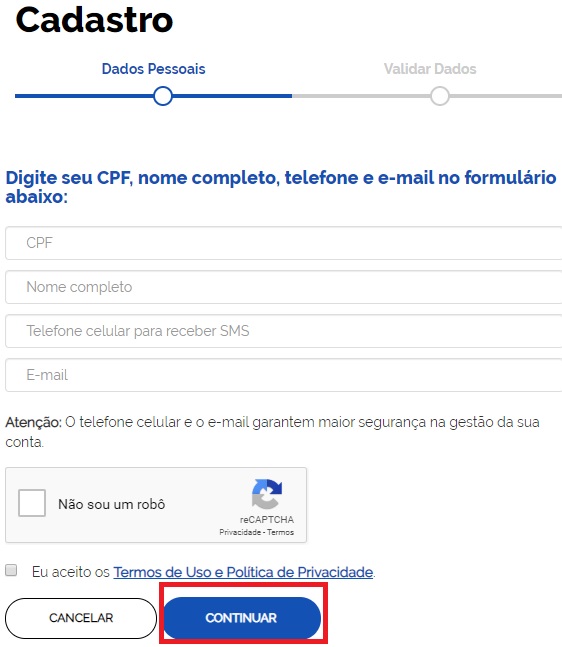 Cadastro
Dados Pessoais
Validar Dados
Digite seu CPF, nome completo, telefone e e-mail no formulário
abaixo:
CPF
Nome completo
Telefone celular para receber SMS
E-mail
Atenção: O telefone celular e o e-mail garantem maior segurança na gestão da sua
conta.
Não sou um robô
reCAPTCHA
Privacidade - Termos
Eu aceito os Termos de Uso e Política de Privacidade.
CANCELAR
CONTINUAR